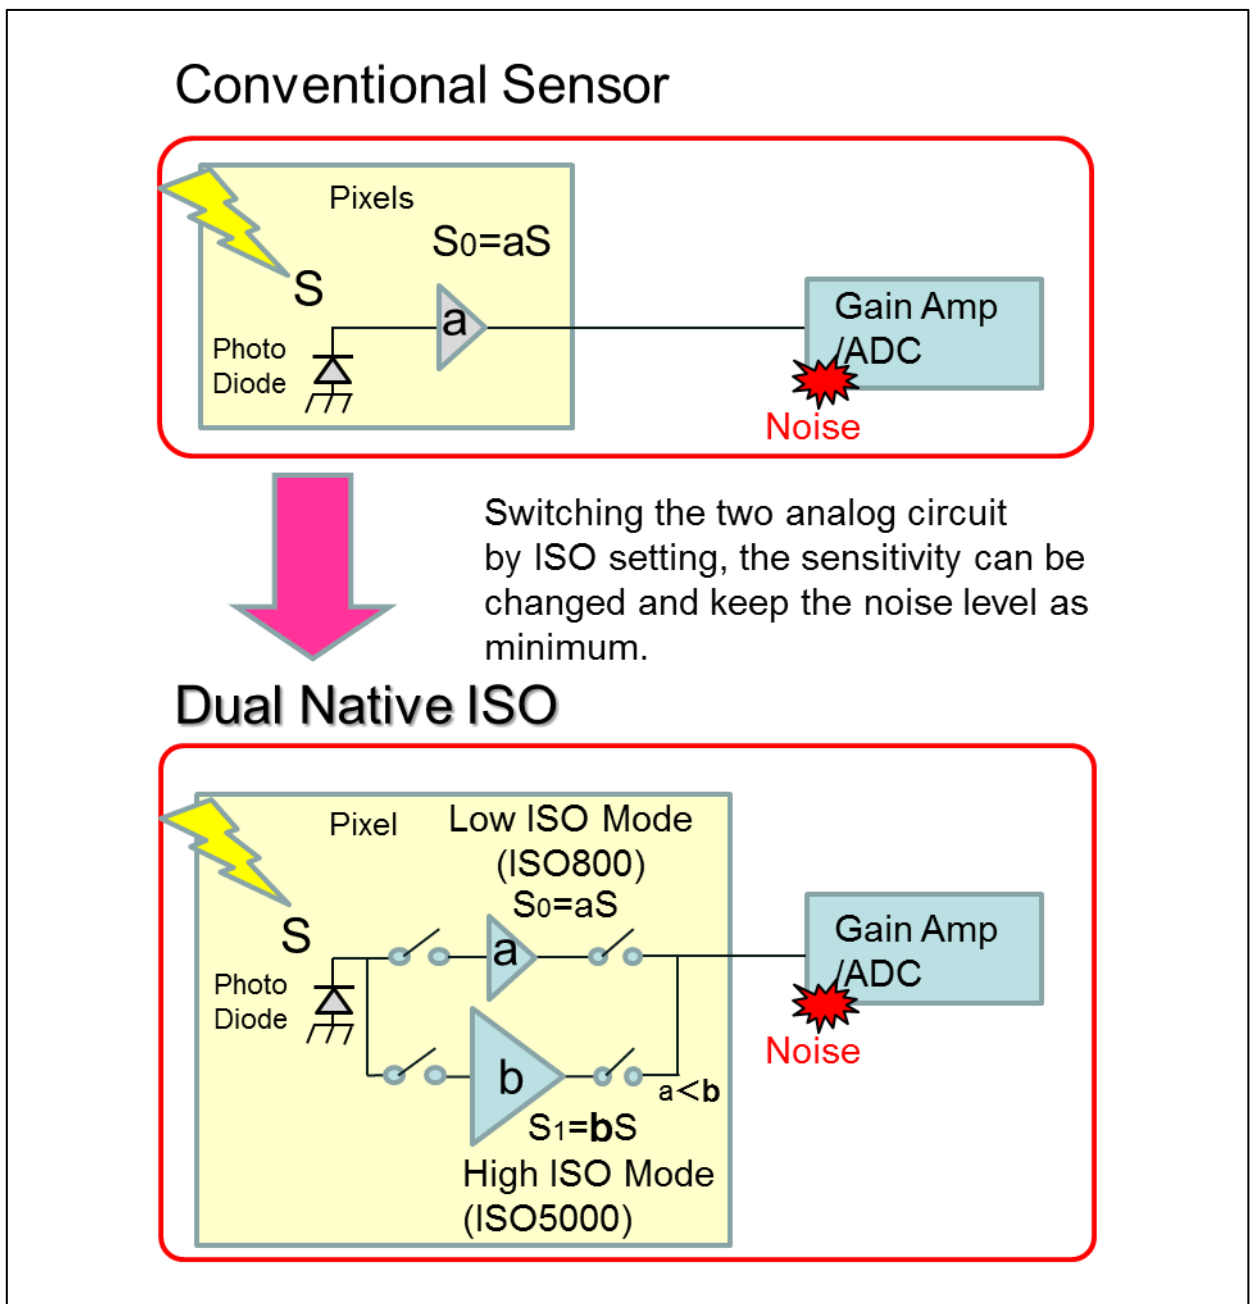 Conventional Sensor
Pixels
S0=aS
S
a
Photo
Diode
Gain Amp
/ADC
Noise
Switching the two analog circuit
by ISO setting, the sensitivity can be
changed and keep the noise level as
minimum.
Dual Native ISO
Pixel
Low ISO Mode
(ISO800)
S0=aS
S
a
Photo
Diode
Gain Amp
/ADC
Noise
b
a<b
S1=bS
High ISO Mode
(ISO5000)